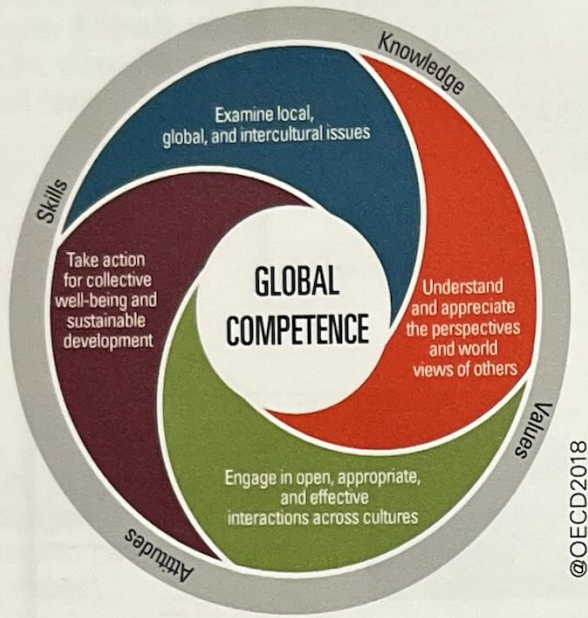 Knowledge
Examine local,
global, and intercultural issues
Skills
Take action
for collective
well-being and
sustainable
development
GLOBAL
COMPETENCE
Understand
and appreciate
the perspectives
and world
views of others
Values
Engage in open, appropriate,
and effective
interactions across cultures
Attitudes
@OECD2018